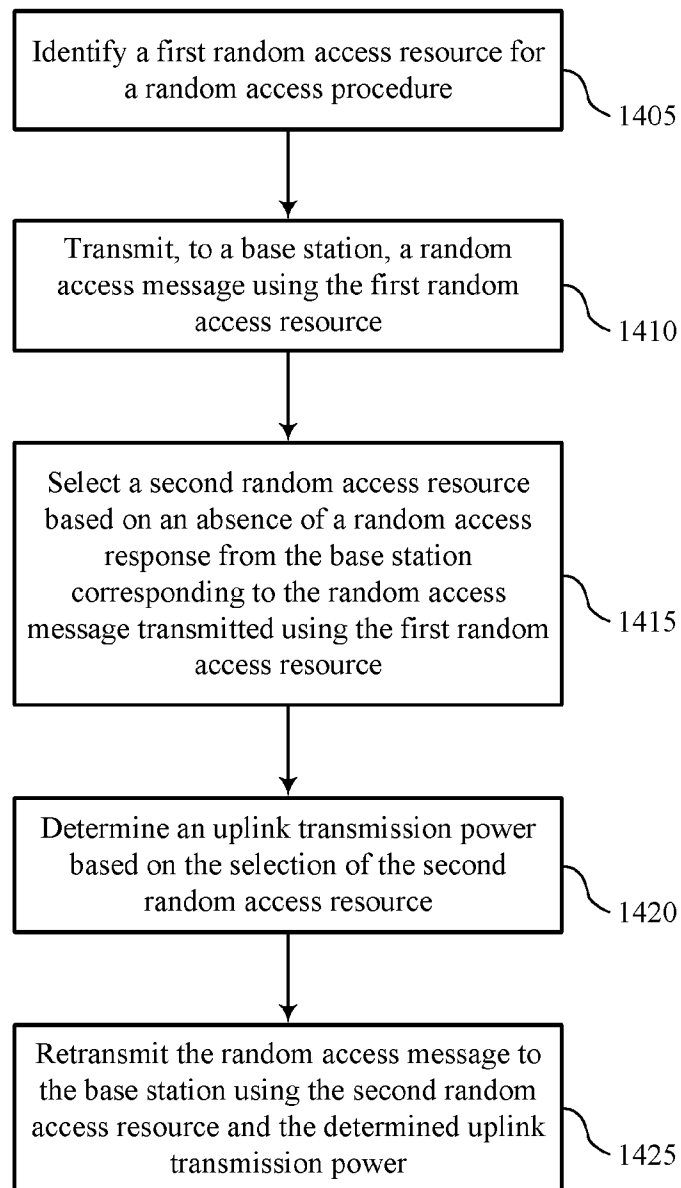 Identify a first random access resource for
a random access procedure
1405
Transmit, to a base station, a random
access message using the first random
access resource
1410
Select a second random access resource
based on an absence of a random access
response from the base station
corresponding to the random access
message transmitted using the first random
access resource
1415
Determine an uplink transmission power
based on the selection of the second
random access resource
1420
Retransmit the random access message to
the base station using the second random
access resource and the determined uplink
transmission power
1425